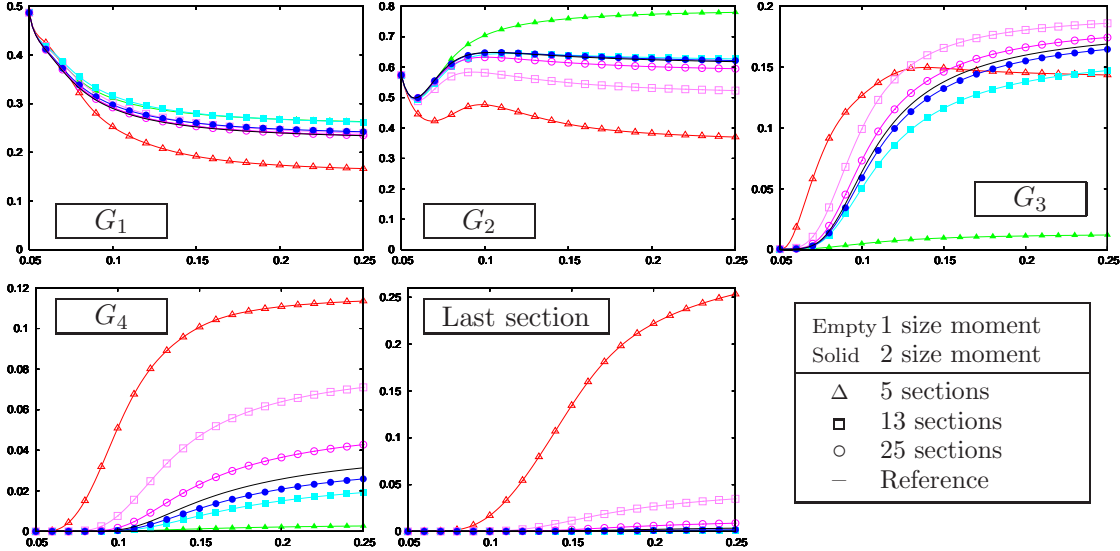 0.5
0.4
0.3
0.2
0.1
0
0.05 0.1 0.15 0.2 0.25
G1
0.8
0.7
0.6
0.5
0.4
0.3
0.2
0.1
0
0.05 0.1 0.15 0.2 0.25
G2
0.2
0.15
0.1
0.05
0
0.05 0.1 0.15 0.2 0.25
G3
0.12
0.1
0.08
0.06
0.04
0.02
0
0.05 0.1 0.15 0.2 0.25
G4
0.25
0.2
0.15
0.1
0.05
0
0.05 0.1 0.15 0.2 0.25
Last section
Empty 1 size moment
Solid 2 size moment
5 sections
13 sections
25 sections
– Reference